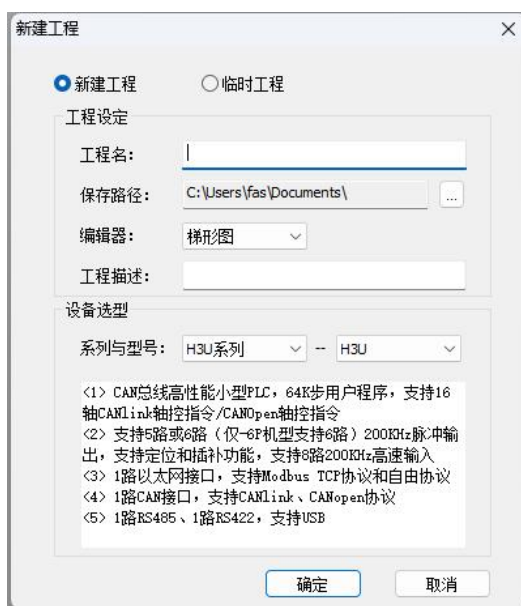 新建工程
新建工程 临时工程
工程设定
工程名：
保存路径： C:\Users\fas\Documents\ ...
编辑器： 梯形图
工程描述：
设备选型
系列与型号： H3U系列 -- H3U
<1> CAN总线高性能小型PLC，64K步用户程序，支持16
轴CANlink轴控指令/CANOpen轴控指令
<2> 支持5路或6路（仅-6P机型支持6路）200KHz脉冲输
出，支持定位和插补功能，支持8路200KHz高速输入
<3> 1路以太网接口，支持Modbus TCP协议和自由协议
<4> 1路CAN接口，支持CANlink、CANopen协议
<5> 1路RS485、1路RS422，支持USB
确定 取消